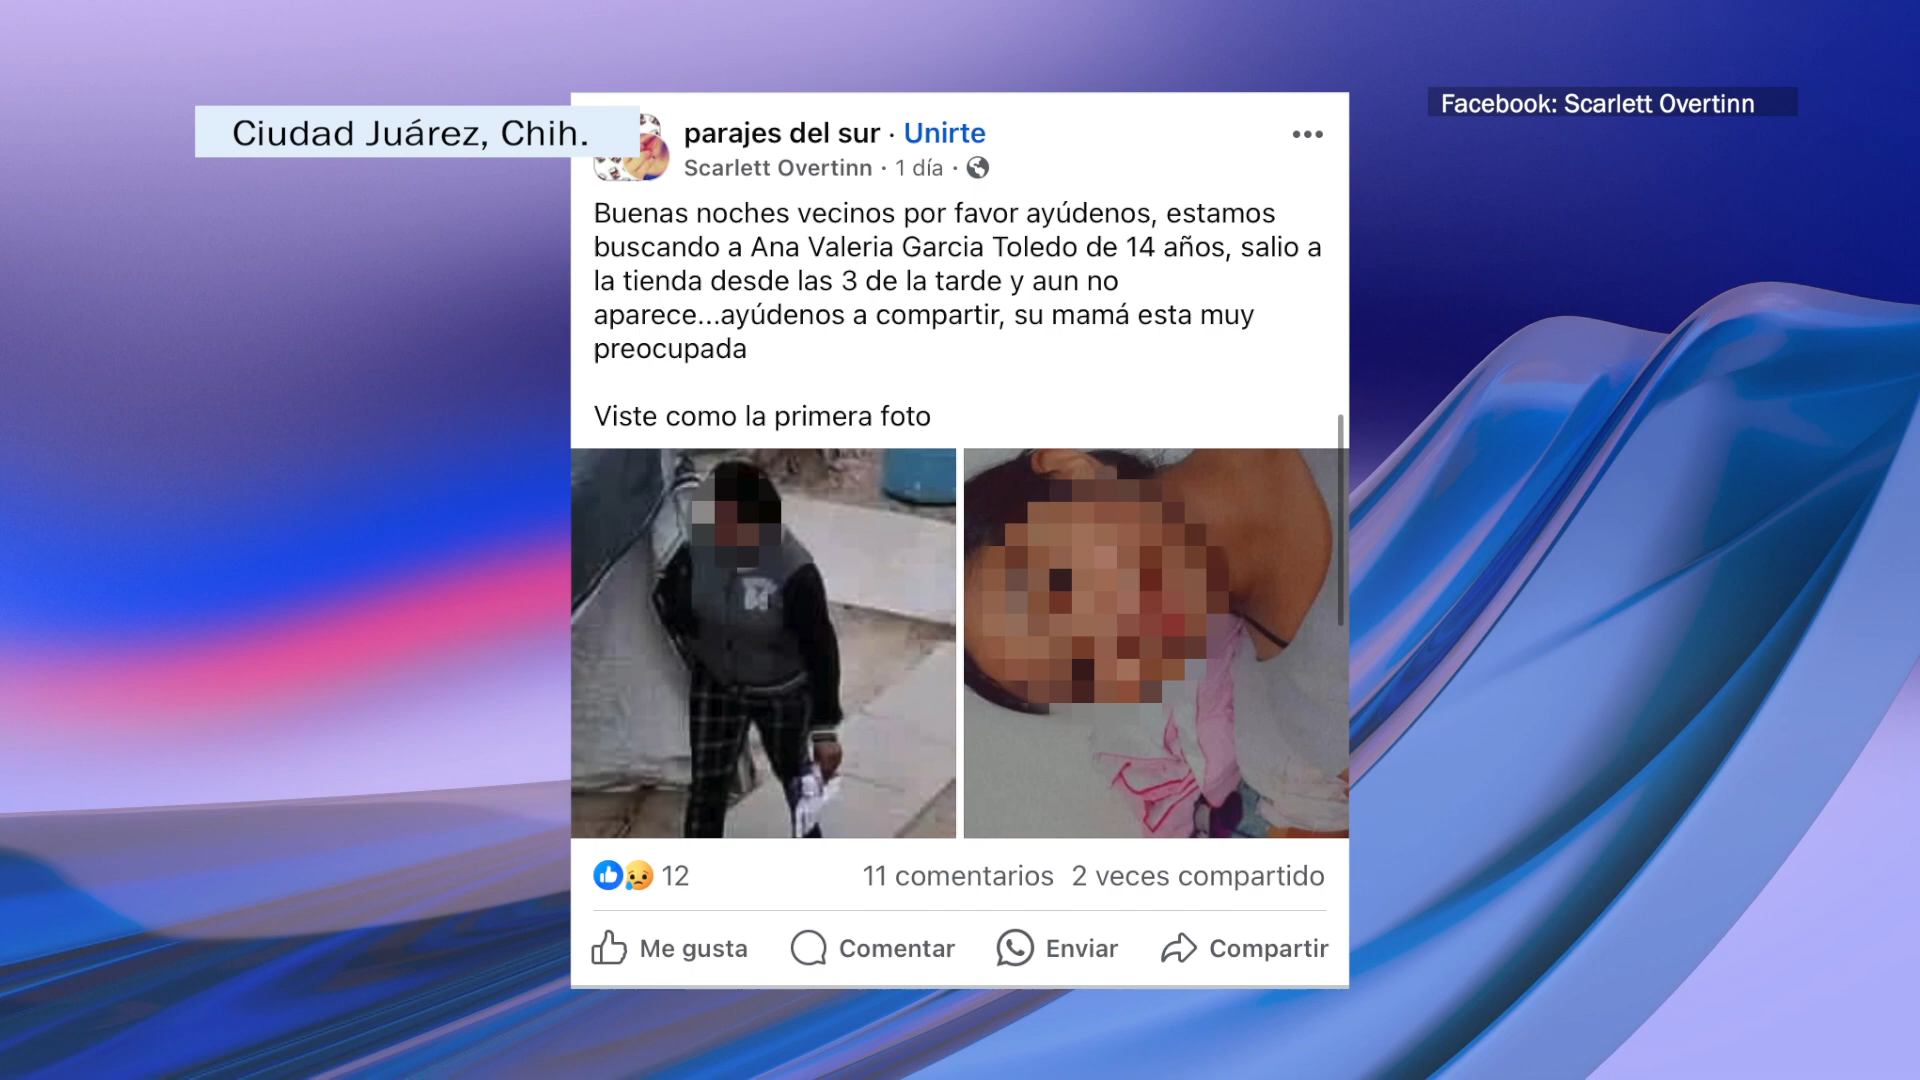 Facebook: Scarlett Overtinn
Ciudad Juárez, Chih.
parajes del sur · Unirte
Scarlett Overtinn · 1 día ·
Buenas noches vecinos por favor ayúdenos, estamos
buscando a Ana Valeria Garcia Toledo de 14 años, salio a
la tienda desde las 3 de la tarde y aun no
aparece...ayúdenos a compartir, su mamá esta muy
preocupada
Viste como la primera foto
12
11 comentarios 2 veces compartido
Me gusta
Comentar
Enviar
Compartir